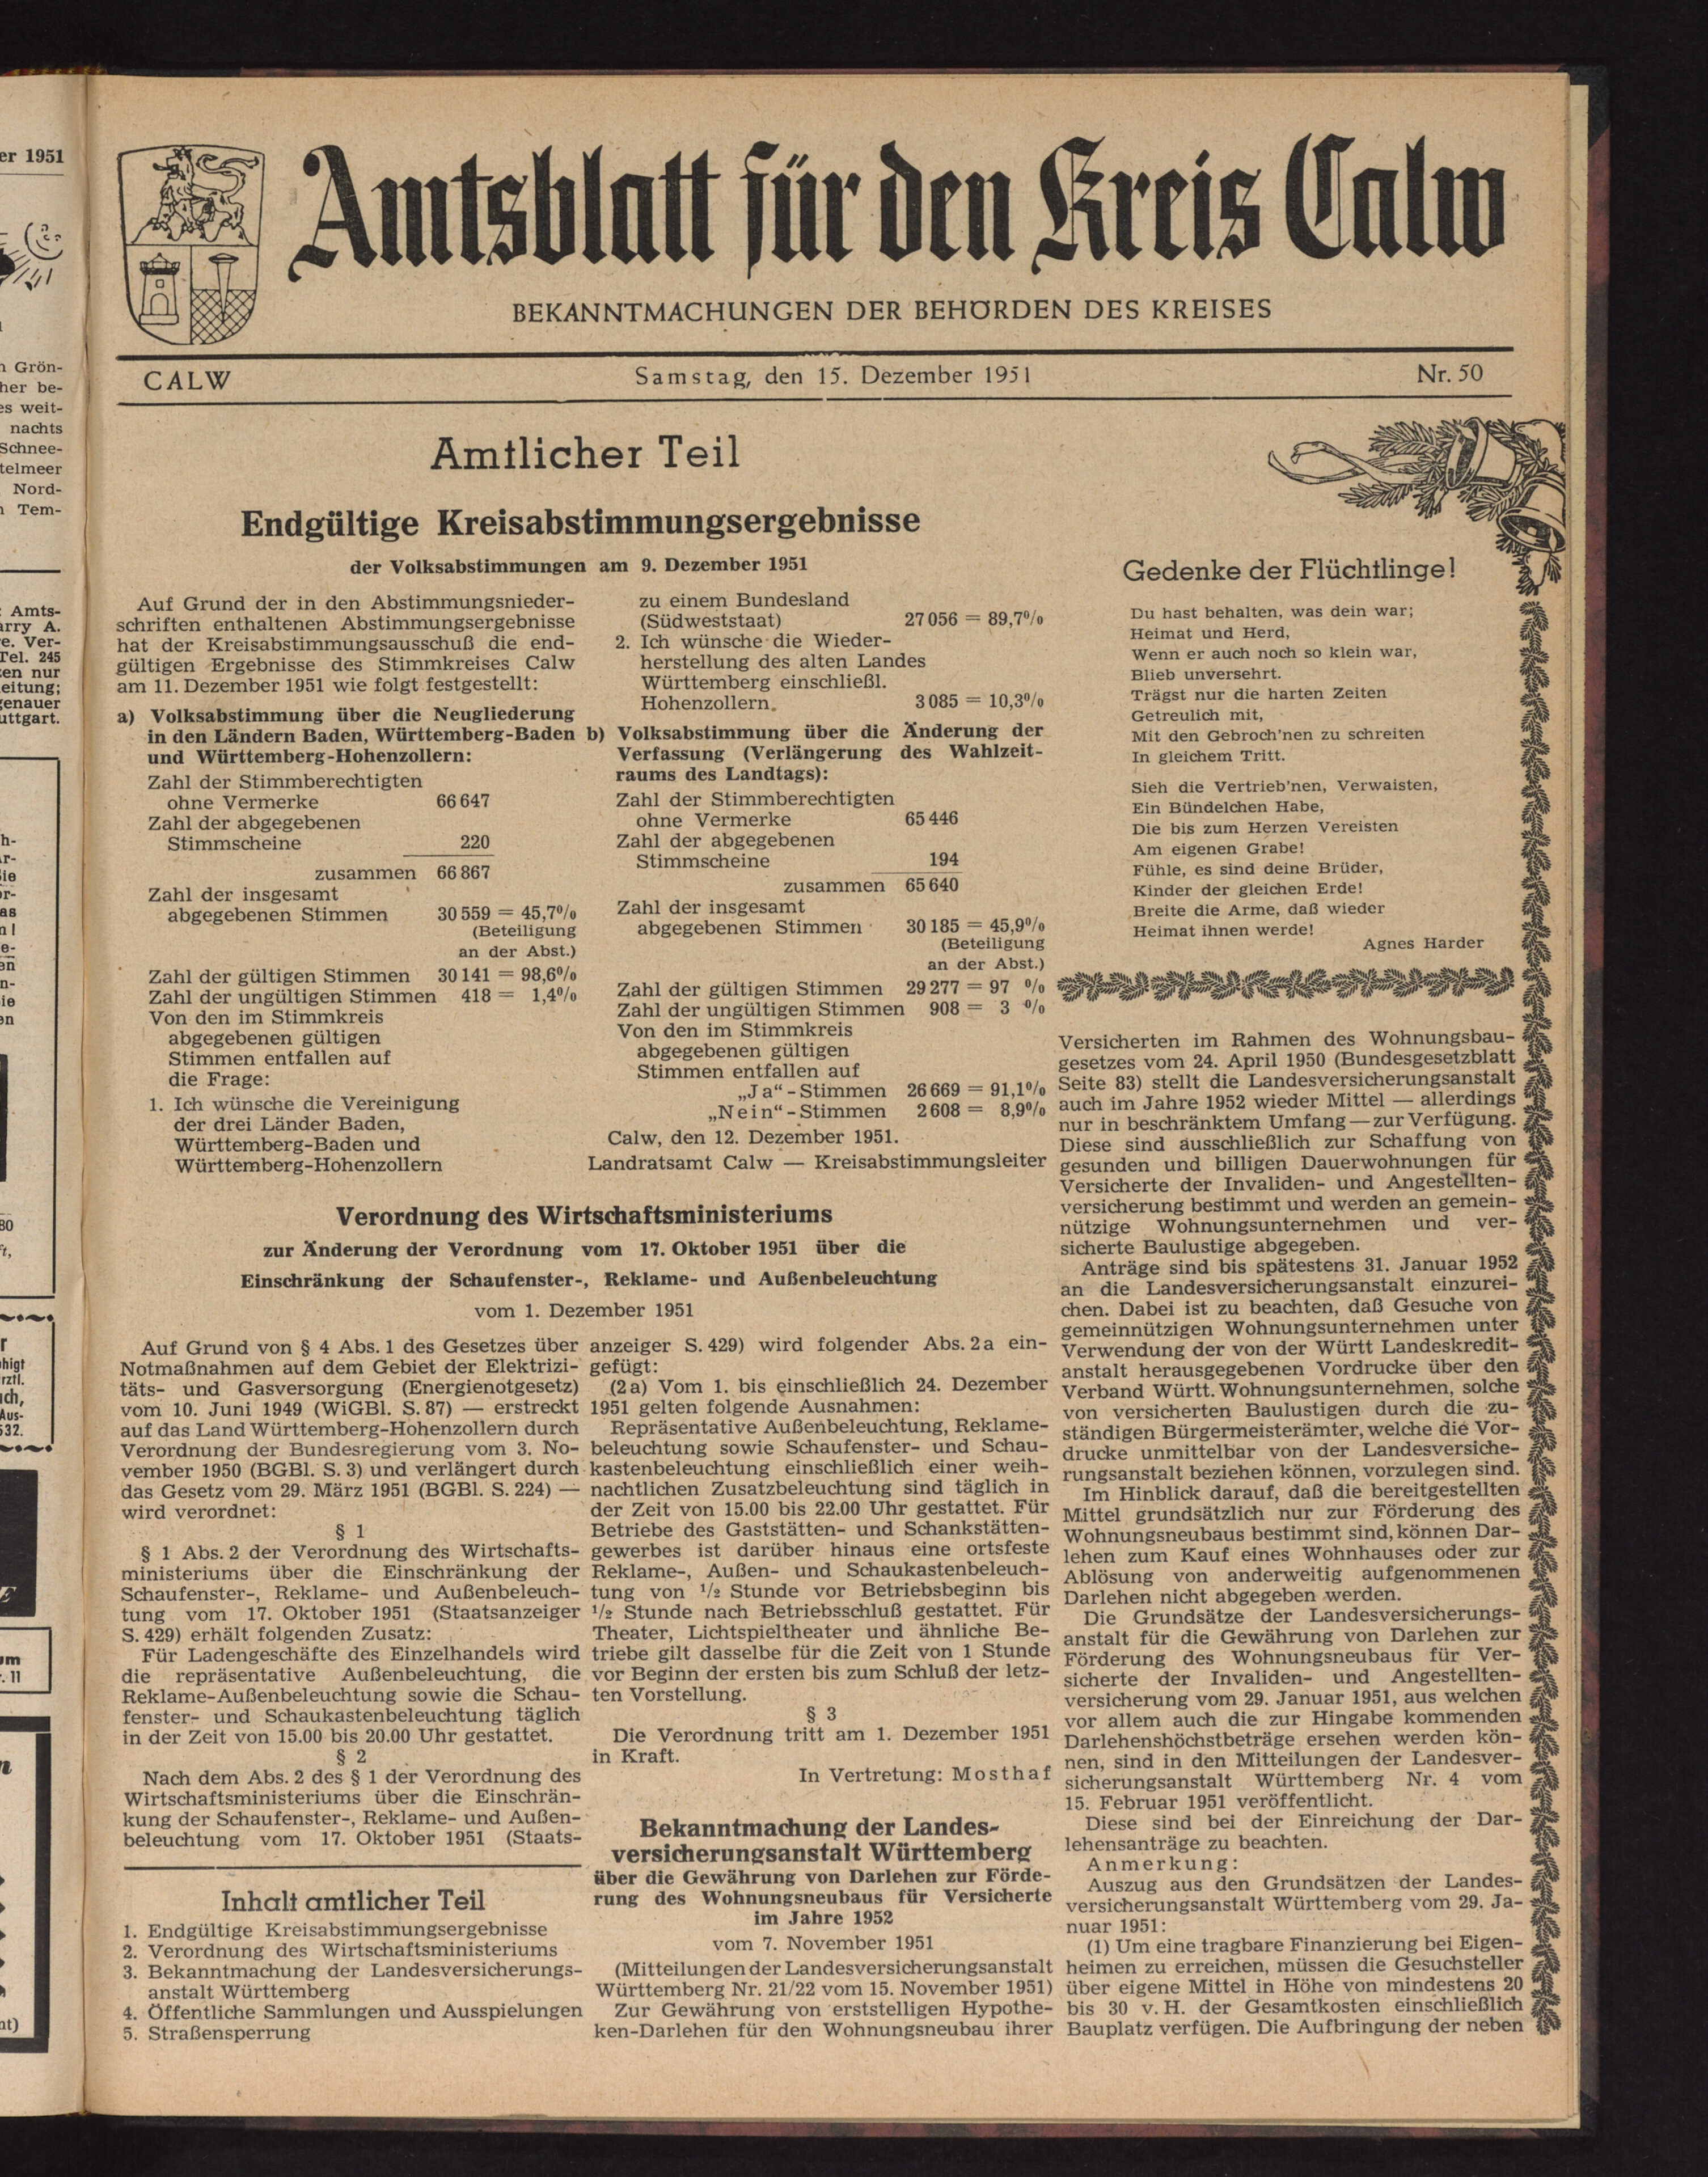 er 1951
n Grön-
her be-
es weit-
nachts
Schnee-
telmeer
Nord-
n Tem-
Amts-
arry A.
e. Ver-
Tel. 245
en nur
eitung;
genauer
uttgart.
Amtsblatt für den Kreis Calw
BEKANNTMACHUNGEN DER BEHÖRDEN DES KREISES
CALW
Samstag, den 15. Dezember 1951
Nr. 50
Amtlicher Teil
Endgültige Kreisabstimmungsergebnisse
der Volksabstimmungen am 9. Dezember 1951
Auf Grund der in den Abstimmungsnieder-
schriften enthaltenen Abstimmungsergebnisse
hat der Kreisabstimmungsausschuß die end-
gültigen Ergebnisse des Stimmkreises Calw
am 11. Dezember 1951 wie folgt festgestellt:
a) Volksabstimmung über die Neugliederung
in den Ländern Baden, Württemberg-Baden
und Württemberg-Hohenzollern:
Zahl der Stimmberechtigten
ohne Vermerke 66 647
Zahl der abgegebenen
Stimmscheine 220
zusammen 66 867
Zahl der insgesamt
abgegebenen Stimmen 30 559 = 45,7%
(Beteiligung
an der Abst.)
Zahl der gültigen Stimmen 30 141 = 98,6%
Zahl der ungültigen Stimmen 418 = 1,4%
Von den im Stimmkreis
abgegebenen gültigen
Stimmen entfallen auf
die Frage:
1. Ich wünsche die Vereinigung
der drei Länder Baden,
Württemberg-Baden und
Württemberg-Hohenzollern
zu einem Bundesland
(Südweststaat) 27 056 = 89,7%
2. Ich wünsche die Wieder-
herstellung des alten Landes
Württemberg einschließl.
Hohenzollern. 3 085 = 10,3%
b) Volksabstimmung über die Änderung der
Verfassung (Verlängerung des Wahlzeit-
raums des Landtags):
Zahl der Stimmberechtigten
ohne Vermerke 65 446
Zahl der abgegebenen
Stimmscheine 194
zusammen 65 640
Zahl der insgesamt
abgegebenen Stimmen 30 185 = 45,9%
(Beteiligung
an der Abst.)
Zahl der gültigen Stimmen 29 277 = 97 %
Zahl der ungültigen Stimmen 908 = 3 %
Von den im Stimmkreis
abgegebenen gültigen
Stimmen entfallen auf
„Ja“-Stimmen 26 669 = 91,1%
„Nein“-Stimmen 2 608 = 8,9%
Calw, den 12. Dezember 1951.
Landratsamt Calw — Kreisabstimmungsleiter
Verordnung des Wirtschaftsministeriums
zur Änderung der Verordnung vom 17. Oktober 1951 über die
Einschränkung der Schaufenster-, Reklame- und Außenbeleuchtung
vom 1. Dezember 1951
Auf Grund von § 4 Abs. 1 des Gesetzes über
Notmaßnahmen auf dem Gebiet der Elektrizi-
täts- und Gasversorgung (Energienotgesetz)
vom 10. Juni 1949 (WiGBl. S. 87) — erstreckt
auf das Land Württemberg-Hohenzollern durch
Verordnung der Bundesregierung vom 3. No-
vember 1950 (BGBl. S. 3) und verlängert durch
das Gesetz vom 29. März 1951 (BGBl. S. 224) —
wird verordnet:
§ 1
§ 1 Abs. 2 der Verordnung des Wirtschafts-
ministeriums über die Einschränkung der
Schaufenster-, Reklame- und Außenbeleuch-
tung vom 17. Oktober 1951 (Staatsanzeiger
S. 429) erhält folgenden Zusatz:
Für Ladengeschäfte des Einzelhandels wird
die repräsentative Außenbeleuchtung, die
Reklame-Außenbeleuchtung sowie die Schau-
fenster- und Schaukastenbeleuchtung täglich
in der Zeit von 15.00 bis 20.00 Uhr gestattet.
§ 2
Nach dem Abs. 2 des § 1 der Verordnung des
Wirtschaftsministeriums über die Einschrän-
kung der Schaufenster-, Reklame- und Außen-
beleuchtung vom 17. Oktober 1951 (Staats-
anzeiger S. 429) wird folgender Abs. 2 a ein-
gefügt:
(2 a) Vom 1. bis einschließlich 24. Dezember
1951 gelten folgende Ausnahmen:
Repräsentative Außenbeleuchtung, Reklame-
beleuchtung sowie Schaufenster- und Schau-
kastenbeleuchtung einschließlich einer weih-
nachtlichen Zusatzbeleuchtung sind täglich in
der Zeit von 15.00 bis 22.00 Uhr gestattet. Für
Betriebe des Gaststätten- und Schankstätten-
gewerbes ist darüber hinaus eine ortsfeste
Reklame-, Außen- und Schaukastenbeleuch-
tung von 1/2 Stunde vor Betriebsbeginn bis
1/2 Stunde nach Betriebsschluß gestattet. Für
Theater, Lichtspieltheater und ähnliche Be-
triebe gilt dasselbe für die Zeit von 1 Stunde
vor Beginn der ersten bis zum Schluß der letz-
ten Vorstellung.
§ 3
Die Verordnung tritt am 1. Dezember 1951
in Kraft.
In Vertretung: Mosthaf
Inhalt amtlicher Teil
1. Endgültige Kreisabstimmungsergebnisse
2. Verordnung des Wirtschaftsministeriums
3. Bekanntmachung der Landesversicherungs-
anstalt Württemberg
4. Öffentliche Sammlungen und Ausspielungen
5. Straßensperrung
Bekanntmachung der Landes-
versicherungsanstalt Württemberg
über die Gewährung von Darlehen zur Förde-
rung des Wohnungsneubaus für Versicherte
im Jahre 1952
vom 7. November 1951
(Mitteilungen der Landesversicherungsanstalt
Württemberg Nr. 21/22 vom 15. November 1951)
Zur Gewährung von erststelligen Hypothe-
ken-Darlehen für den Wohnungsneubau ihrer
Gedenke der Flüchtlinge!
Du hast behalten, was dein war;
Heimat und Herd,
Wenn er auch noch so klein war,
Blieb unversehrt.
Trägst nur die harten Zeiten
Getreulich mit,
Mit den Gebroch'nen zu schreiten
In gleichem Tritt.
Sieh die Vertrieb'nen, Verwaisten,
Ein Bündelchen Habe,
Die bis zum Herzen Vereisten
Am eigenen Grabe!
Fühle, es sind deine Brüder,
Kinder der gleichen Erde!
Breite die Arme, daß wieder
Heimat ihnen werde!
Agnes Harder
Versicherten im Rahmen des Wohnungsbau-
gesetzes vom 24. April 1950 (Bundesgesetzblatt
Seite 83) stellt die Landesversicherungsanstalt
auch im Jahre 1952 wieder Mittel — allerdings
nur in beschränktem Umfang — zur Verfügung.
Diese sind ausschließlich zur Schaffung von
gesunden und billigen Dauerwohnungen für
Versicherte der Invaliden- und Angestellten-
versicherung bestimmt und werden an gemein-
nützige Wohnungsunternehmen und ver-
sicherte Baulustige abgegeben.
Anträge sind bis spätestens 31. Januar 1952
an die Landesversicherungsanstalt einzurei-
chen. Dabei ist zu beachten, daß Gesuche von
gemeinnützigen Wohnungsunternehmen unter
Verwendung der von der Württ Landeskredit-
anstalt herausgegebenen Vordrucke über den
Verband Württ. Wohnungsunternehmen, solche
von versicherten Baulustigen durch die zu-
ständigen Bürgermeisterämter, welche die Vor-
drucke unmittelbar von der Landesversiche-
rungsanstalt beziehen können, vorzulegen sind.
Im Hinblick darauf, daß die bereitgestellten
Mittel grundsätzlich nur zur Förderung des
Wohnungsneubaus bestimmt sind, können Dar-
lehen zum Kauf eines Wohnhauses oder zur
Ablösung von anderweitig aufgenommenen
Darlehen nicht abgegeben werden.
Die Grundsätze der Landesversicherungs-
anstalt für die Gewährung von Darlehen zur
Förderung des Wohnungsneubaus für Ver-
sicherte der Invaliden- und Angestellten-
versicherung vom 29. Januar 1951, aus welchen
vor allem auch die zur Hingabe kommenden
Darlehenshöchstbeträge ersehen werden kön-
nen, sind in den Mitteilungen der Landesver-
sicherungsanstalt Württemberg Nr. 4 vom
15. Februar 1951 veröffentlicht.
Diese sind bei der Einreichung der Dar-
lehensanträge zu beachten.
Anmerkung:
Auszug aus den Grundsätzen der Landes-
versicherungsanstalt Württemberg vom 29. Ja-
nuar 1951:
(1) Um eine tragbare Finanzierung bei Eigen-
heimen zu erreichen, müssen die Gesuchsteller
über eigene Mittel in Höhe von mindestens 20
bis 30 v. H. der Gesamtkosten einschließlich
Bauplatz verfügen. Die Aufbringung der neben